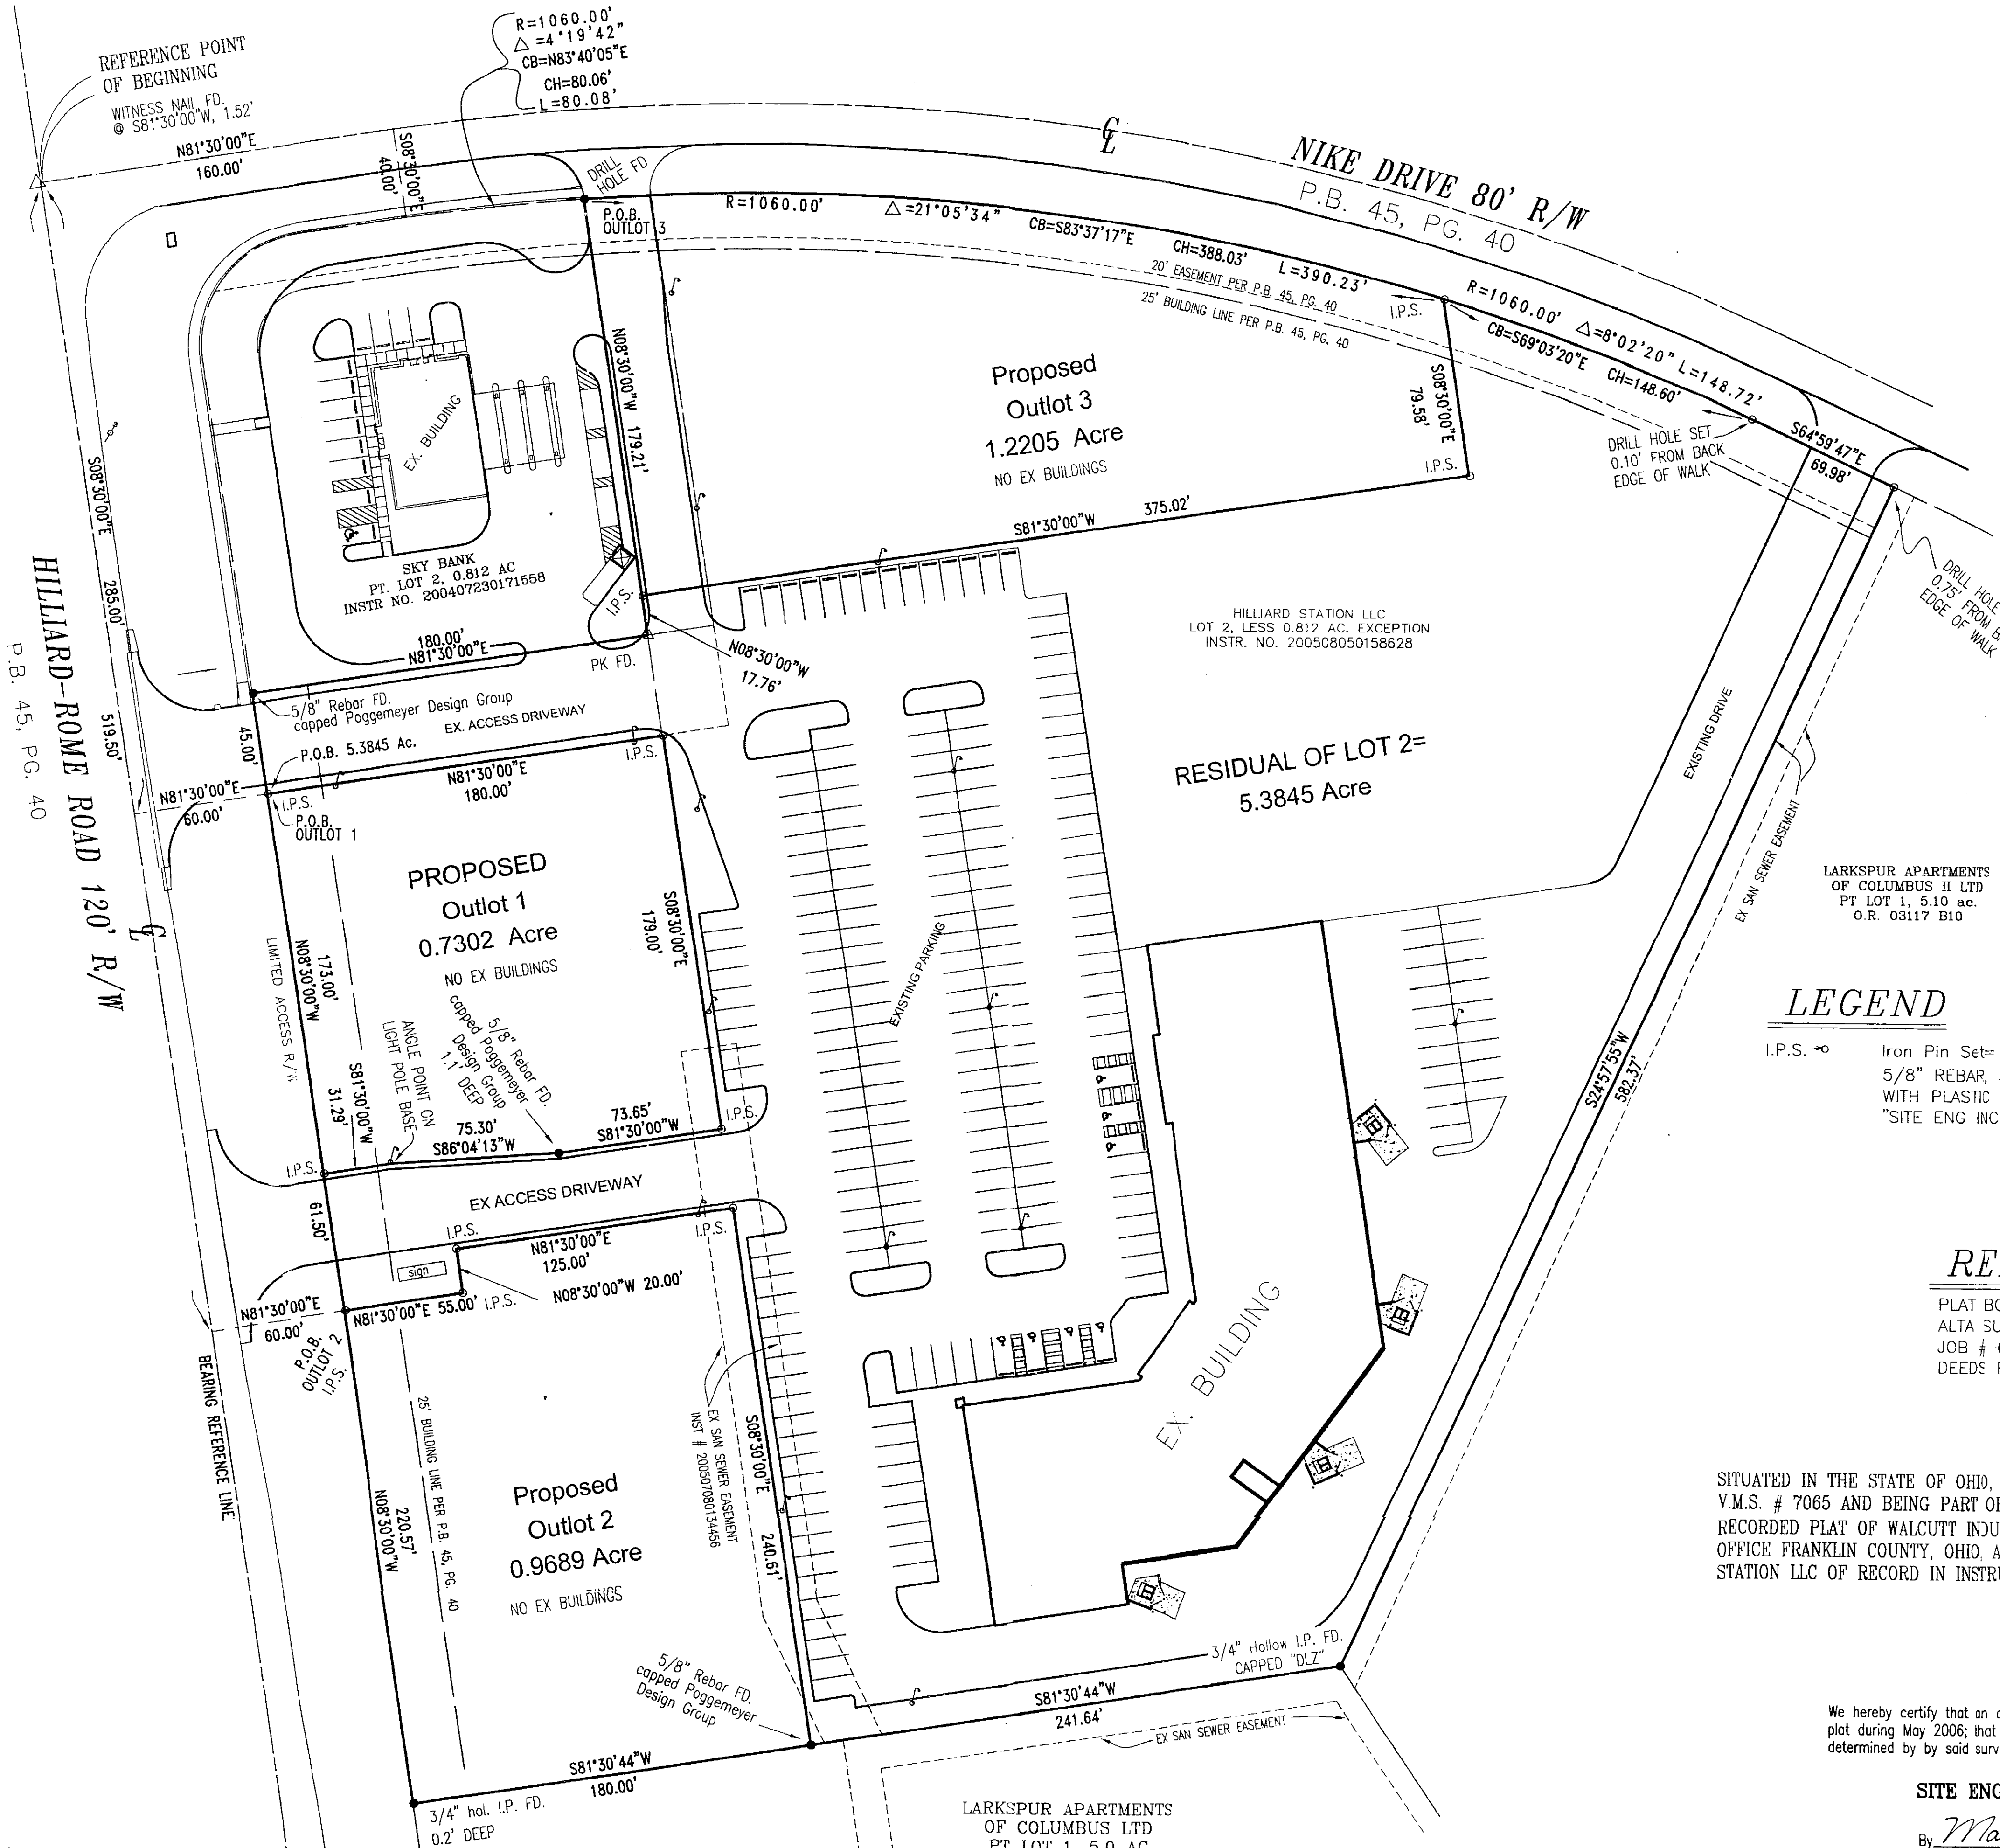 REFERENCE POINT
OF BEGINNING
WITNESS NAIL FD.
@ S81°30'00"W, 1.52'
N81°30'00"E
160.00'
S08°30'00"E
40.00'
R=1060.00'
△ =4°19'42"
CB=N83°40'05"E
CH=80.06'
L=80.08'
DRILL
HOLE FD
P.O.B.
OUTLOT 3
R=1060.00' △=21°05'34" CB=S83°37'17"E CH=388.03' L=390.23'
20' EASEMENT PER P.B. 45, PG. 40
25' BUILDING LINE PER P.B. 45, PG. 40
℄
NIKE DRIVE 80' R/W
P.B. 45, PG. 40
I.P.S.
R=1060.00' △=8°02'20" L=148.72'
CB=S69°03'20"E CH=148.60'
S08°30'00"E
79.58'
I.P.S.
DRILL HOLE SET
0.10' FROM BACK
EDGE OF WALK
S64°59'47"E
69.98'
DRILL HOLE
0.75' FROM B
EDGE OF WALK
Proposed
Outlot 3
1.2205 Acre
NO EX BUILDINGS
S81°30'00"W 375.02'
N08°30'00"W 179.21'
EX. BUILDING
SKY BANK
PT. LOT 2, 0.812 AC
INSTR NO. 200407230171558
I.P.S.
180.00'
N81°30'00"E
PK FD.
N08°30'00"W
17.76'
HILLIARD STATION LLC
LOT 2, LESS 0.812 AC. EXCEPTION
INSTR. NO. 200508050158628
S08°30'00"E 285.00'
519.50'
HILLIARD-ROME ROAD 120' R/W
P.B. 45, PG. 40
℄
5/8" Rebar FD.
capped Poggemeyer Design Group
EX. ACCESS DRIVEWAY
45.00'
P.O.B. 5.3845 Ac.
N81°30'00"E
180.00'
I.P.S.
N81°30'00"E
60.00'
I.P.S.
P.O.B.
OUTLOT 1
RESIDUAL OF LOT 2=
5.3845 Acre
EXISTING DRIVE
EX SAN SEWER EASEMENT
LARKSPUR APARTMENTS
OF COLUMBUS II LTD
PT LOT 1, 5.10 ac.
O.R. 03117 B10
PROPOSED
Outlot 1
0.7302 Acre
NO EX BUILDINGS
S08°30'00"E
179.00'
LIMITED ACCESS R/W
173.00'
N08°30'00"W
EXISTING PARKING
LEGEND
I.P.S. Iron Pin Set=
5/8" REBAR,
WITH PLASTIC
"SITE ENG INC
ANGLE POINT ON
LIGHT POLE BASE
5/8" Rebar FD.
capped Poggemeyer
Design Group
1.1' DEEP
S81°30'00"W
31.29'
75.30'
S86°04'13"W
73.65'
S81°30'00"W
I.P.S.
I.P.S.
S24°57'55"W
582.37'
EX ACCESS DRIVEWAY
61.50'
I.P.S.
N81°30'00"E
125.00'
I.P.S.
sign
N08°30'00"W 20.00'
N81°30'00"E 55.00' I.P.S.
N81°30'00"E
60.00'
P.O.B.
OUTLOT 2
I.P.S.
BEARING REFERENCE LINE
EX. BUILDING
RE
PLAT BO
ALTA SU
JOB #
DEEDS
25' BUILDING LINE PER P.B. 45, PG. 40
EX SAN SEWER EASEMENT
INST # 200507080134456
S08°30'00"E 240.61'
220.57'
N08°30'00"W
Proposed
Outlot 2
0.9689 Acre
NO EX BUILDINGS
SITUATED IN THE STATE OF OHIO,
V.M.S. # 7065 AND BEING PART OF
RECORDED PLAT OF WALCUTT INDU
OFFICE FRANKLIN COUNTY, OHIO, A
STATION LLC OF RECORD IN INSTRU
3/4" Hollow I.P. FD.
CAPPED "DLZ"
5/8" Rebar FD.
capped Poggemeyer
Design Group
S81°30'44"W
241.64'
EX SAN SEWER EASEMENT
S81°30'44"W
180.00'
3/4" hol. I.P. FD.
0.2' DEEP
LARKSPUR APARTMENTS
OF COLUMBUS LTD
PT LOT 1, 5.0 AC
We hereby certify that an
plat during May 2006; that
determined by by said surv
SITE ENG
By Ma